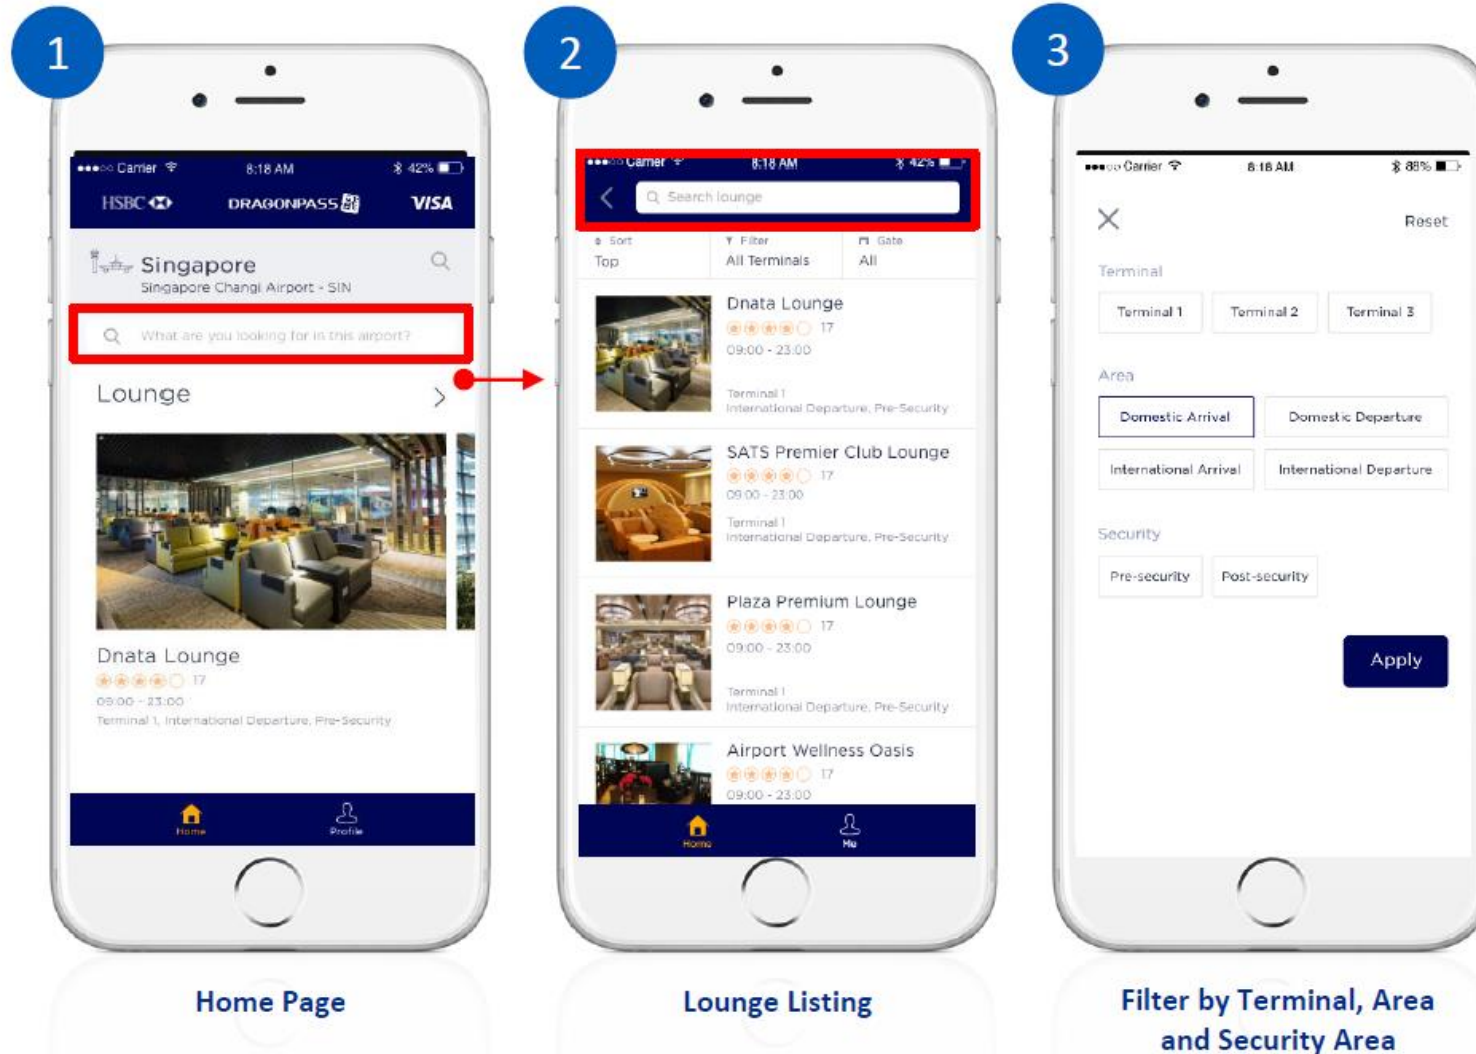 1
Carrier 8:18 AM 42%
HSBC DRAGONPASS VISA
Singapore
Singapore Changi Airport - SIN
What are you looking for in this airport?
Lounge
Dnata Lounge
17
09:00 - 23:00
Terminal 1, International Departure, Pre-Security
Home Profile
Home Page
2
Carrier 8:18 AM 42%
Search lounge
Sort Filter Gate
Top All Terminals All
Dnata Lounge
17
09:00 - 23:00
Terminal 1
International Departure, Pre-Security
SATS Premier Club Lounge
17
09:00 - 23:00
Terminal 1
International Departure, Pre-Security
Plaza Premium Lounge
17
09:00 - 23:00
Terminal 1
International Departure, Pre-Security
Airport Wellness Oasis
17
09:00 - 23:00
Home Me
Lounge Listing
3
Carrier 8:18 AM 88%
Reset
Terminal
Terminal 1 Terminal 2 Terminal 3
Area
Domestic Arrival Domestic Departure
International Arrival International Departure
Security
Pre-security Post-security
Apply
Filter by Terminal, Area
and Security Area